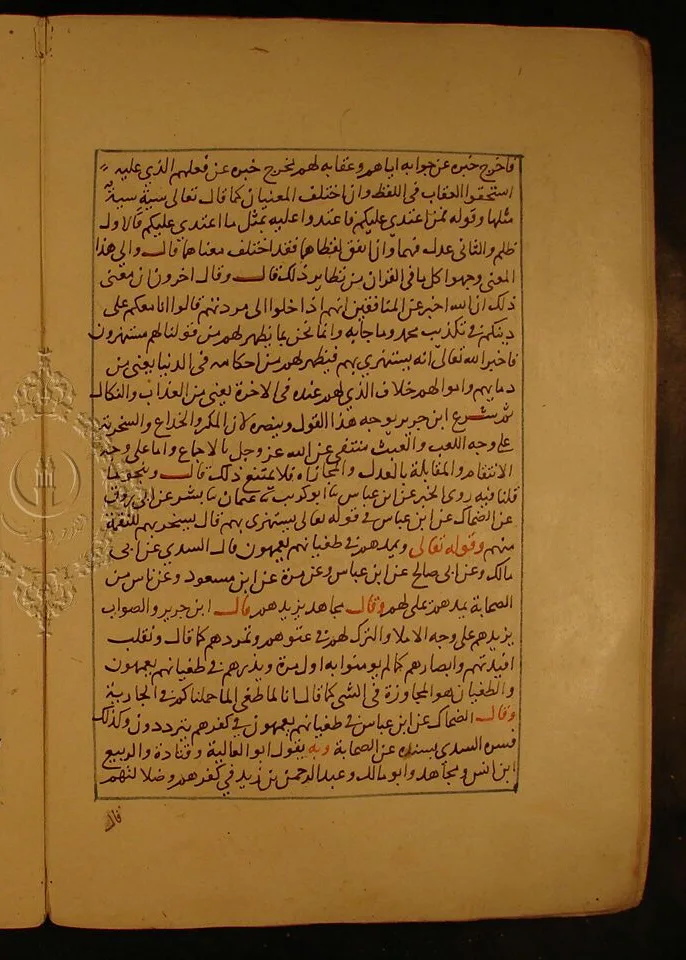 فاخرج خبره عن جوابه اياهم وعقابه لهم مخرج خبره عن فعلهم الذي عليه
استحقوا العقاب في اللفظ وان اختلف المعنيان كما قال تعالى سيئة سيئة
مثلها وقوله فمن اعتدى عليكم فاعتدوا عليه بمثل ما اعتدى عليكم فالاول
ظلم والثاني عدل فهما وان اتفق لفظاهما فقد اختلف معناهما قال والى هذا
المعنى وجهوا كل ما في القران من نظاير ذلك قال وقال اخرون ان معنى
ذلك ان الله اخبر عن المنافقين انهم اذا خلوا الى مردتهم قالوا انا معكم على
دينكم في تكذيب محمد وما جا به وانما نحن بما نظهر لهم من قولنا لهم مستهزون
فاخبر الله تعالى انه يستهزي بهم فيظهر لهم من احكامه في الدنيا يعني من
دمايهم واموالهم خلاف الذي لهم عنده في الاخرة يعني من العذاب والنكال
ثم شرع ابن جرير يوجه هذا القول وينصره لان المكر والخداع والسخرية
على وجه اللعب والعبث منتفي عن الله عز وجل بالاجماع واما على وجه
الانتقام والمقابلة بالعدل والمجازاه فلا يمتنع ذلك قال وبنحو ما
قلنا فيه روى الخبر عن ابن عباس ثنا ابو كريب ثنا عثمان ثنا بشر عن ابي روق
عن الضحاك عن ابن عباس في قوله تعالى يستهزي بهم قال يسخر بهم للنقمة
منهم وقوله تعالى ويمدهم في طغيانهم يعمهون قال السدي عن ابي
مالك وعن ابي صالح عن ابن عباس وعن مرة عن ابن مسعود وعن ناس من
الصحابة يمدهم يملي لهم وقال مجاهد يزيدهم قال ابن جرير والصواب
يزيدهم على وجه الاملا والترك لهم في عتوهم وتمردهم كما قال ونقلب
افيدتهم وابصارهم كما لم يومنوا به اول مرة ويذرهم في طغيانهم يعمهون
والطغيان هو المجاوزة في الشي كما قال انا لما طغى الما حملناكم في الجارية
وقال الضحاك عن ابن عباس في طغيانهم يعمهون في كفرهم يترددون وكذلك
فسره السدي بسنده عن الصحابة وبه يقول ابو العالية وقتادة والربيع
ابن انس ومجاهد وابو مالك وعبد الرحمن بن زيد في كفرهم وضلالتهم
قال